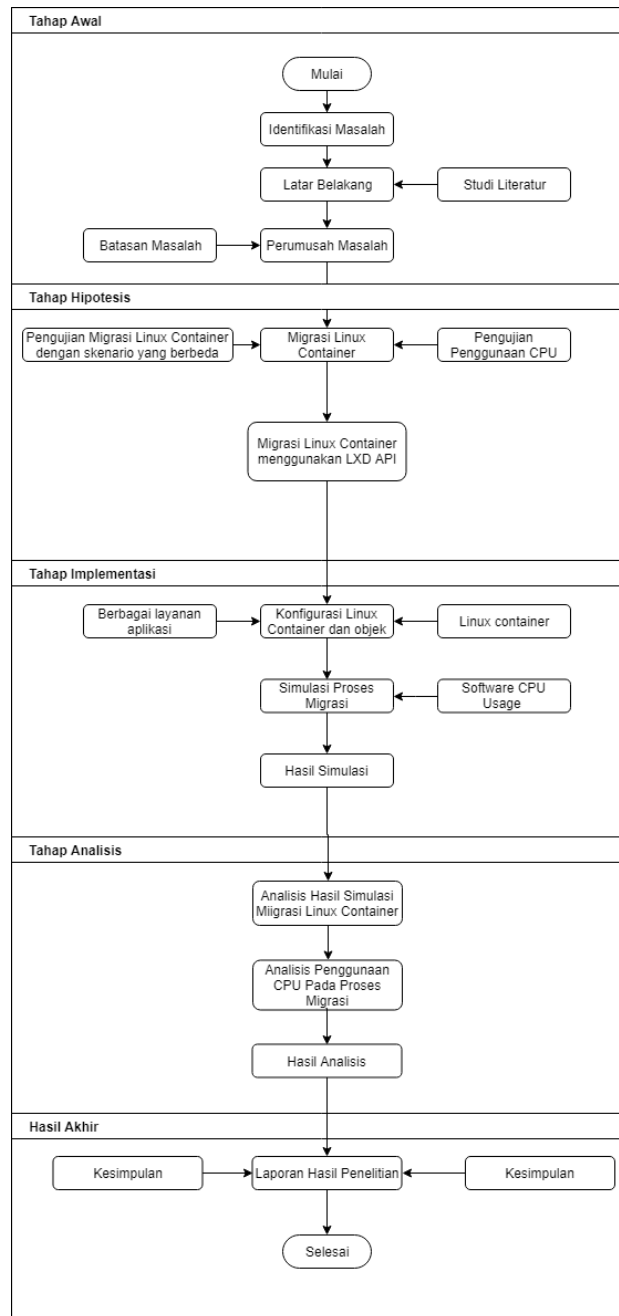 Tahap Awal
Mulai
Identifikasi Masalah
Latar Belakang
Studi Literatur
Batasan Masalah
Perumusah Masalah
Tahap Hipotesis
Pengujian Migrasi Linux Container
dengan skenario yang berbeda
Migrasi Linux
Container
Pengujian
Penggunaan CPU
Migrasi Linux Container
menggunakan LXD API
Tahap Implementasi
Berbagai layanan
aplikasi
Konfigurasi Linux
Container dan objek
Linux container
Simulasi Proses
Migrasi
Software CPU
Usage
Hasil Simulasi
Tahap Analisis
Analisis Hasil Simulasi
Miigrasi Linux Container
Analisis Penggunaan
CPU Pada Proses
Migrasi
Hasil Analisis
Hasil Akhir
Kesimpulan
Laporan Hasil Penelitian
Kesimpulan
Selesai